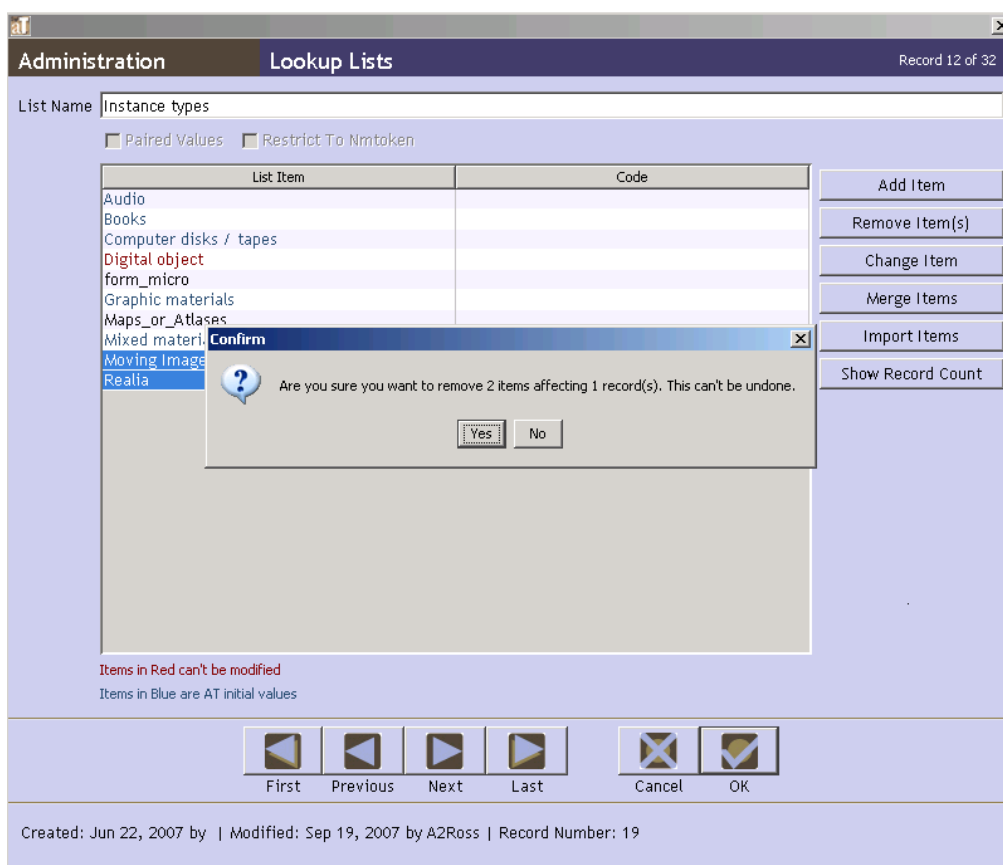 aT
Administration Lookup Lists Record 12 of 32
List Name Instance types
Paired Values Restrict To Nmtoken
List Item Code
Audio
Books
Computer disks / tapes
Digital object
form_micro
Graphic materials
Maps_or_Atlases
Mixed materi
Moving Image
Realia
Add Item
Remove Item(s)
Change Item
Merge Items
Import Items
Show Record Count
Confirm
Are you sure you want to remove 2 items affecting 1 record(s). This can't be undone.
Yes No
Items in Red can't be modified
Items in Blue are AT initial values
First Previous Next Last Cancel OK
Created: Jun 22, 2007 by | Modified: Sep 19, 2007 by A2Ross | Record Number: 19